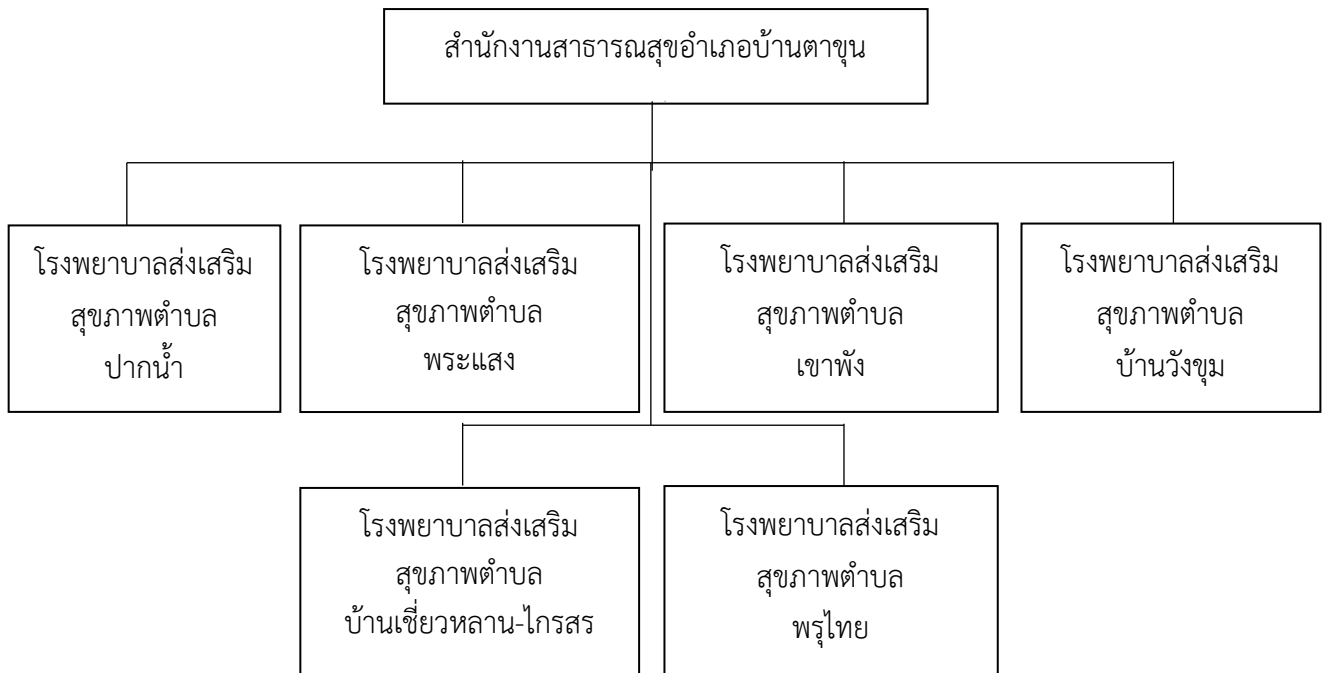 สำนักงานสาธารณสุขอำเภอบ้านตาขุน
โรงพยาบาลส่งเสริม
สุขภาพตำบล
ปากน้ำ
โรงพยาบาลส่งเสริม
สุขภาพตำบล
พระแสง
โรงพยาบาลส่งเสริม
สุขภาพตำบล
เขาพัง
โรงพยาบาลส่งเสริม
สุขภาพตำบล
บ้านวังขุม
โรงพยาบาลส่งเสริม
สุขภาพตำบล
บ้านเชี่ยวหลาน-ไกรสร
โรงพยาบาลส่งเสริม
สุขภาพตำบล
พรุไทย